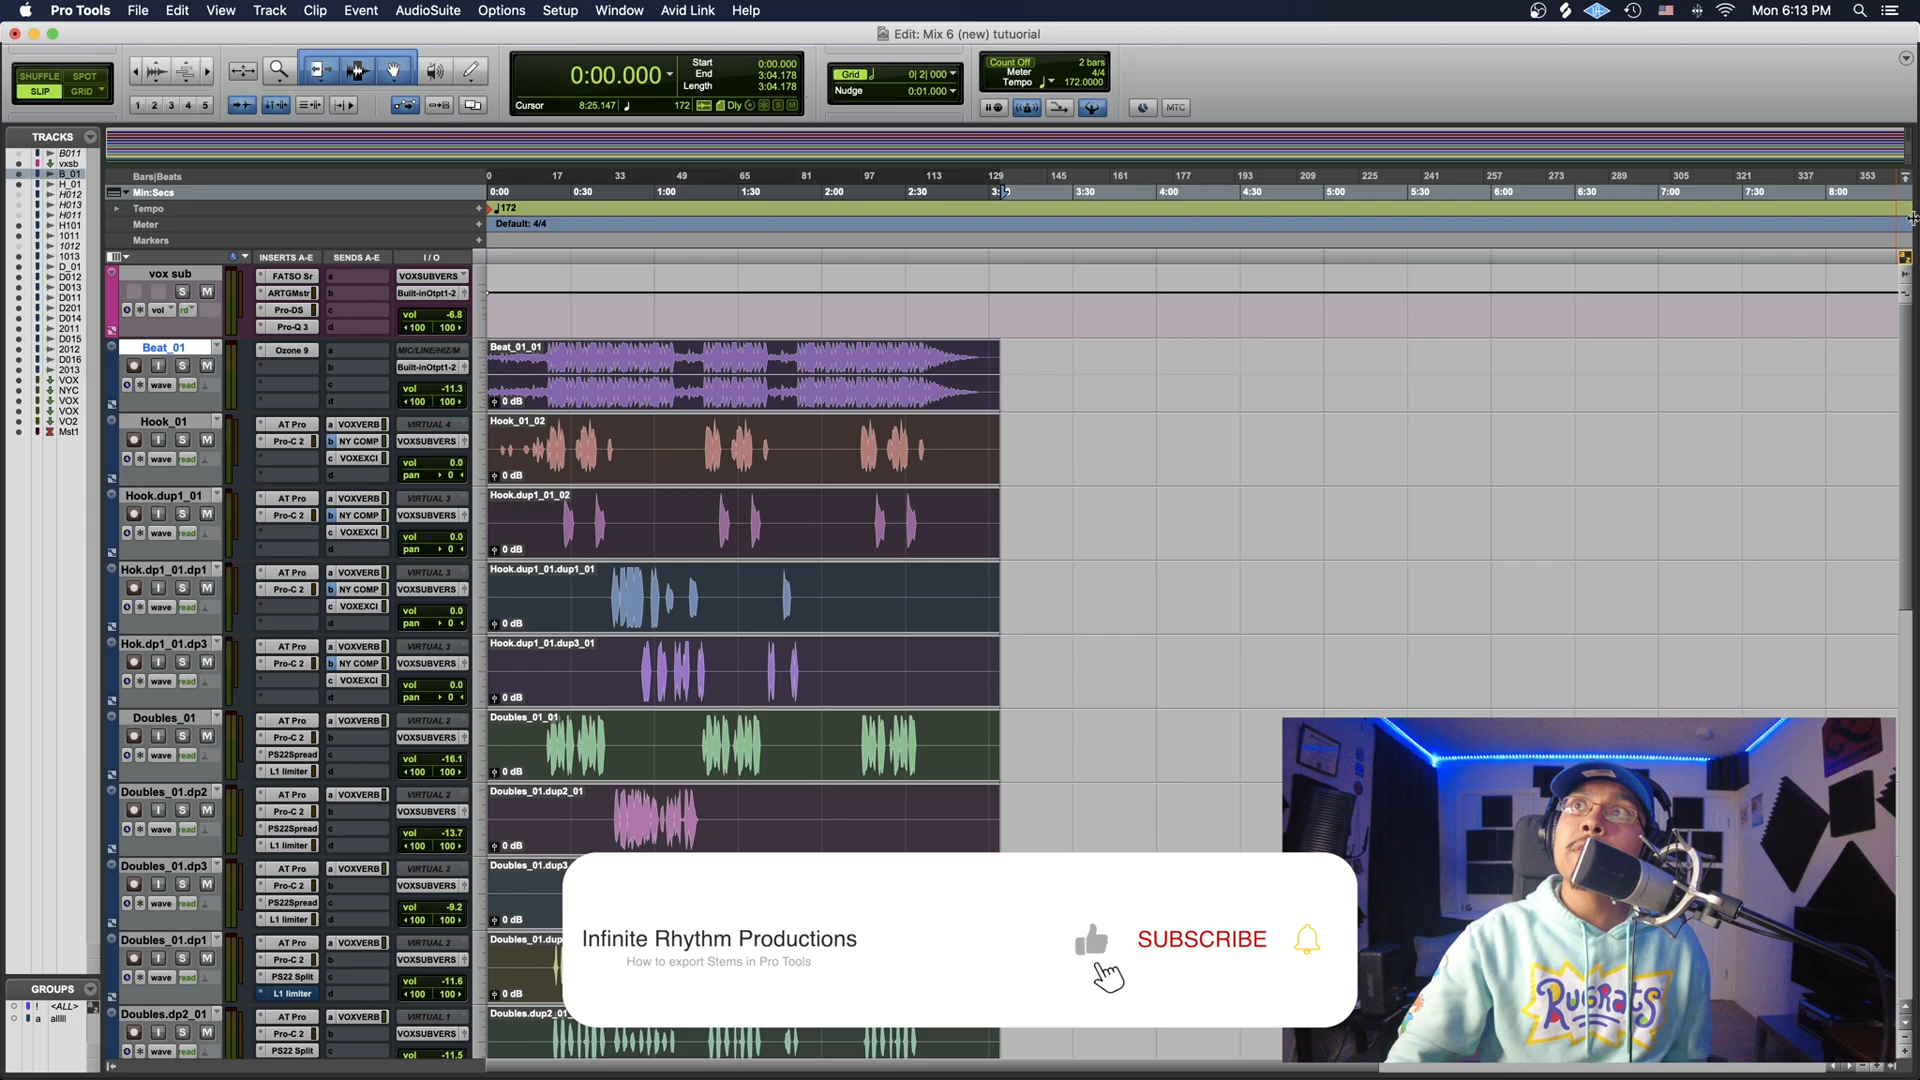 Pro Tools File Edit View Track Clip Event AudioSuite Options Setup Window Avid Link Help
Mon 6:13 PM
Edit: Mix 6 (new) tutuorial
SHUFFLE SPOT
SLIP GRID
1 2 3 4 5
0:00.000
Start 0:00.000
End 3:04.178
Length 3:04.178
Cursor 8:25.147 172 Dly
Grid 0| 2| 000
Nudge 0:01.000
Count Off 2 bars
Meter 4/4
Tempo 172.0000
MTC
TRACKS
B011
vxsb
B_01
H_01
H012
H013
H011
H101
1011
1012
1013
D_01
D012
D013
D011
D201
D014
2011
D015
2012
D016
2013
VOX
NYC
VOX
VOX
VO2
Mst1
GROUPS
! <ALL>
a alllli
Bars|Beats 0 17 33 49 65 81 97 113 129 145 161 177 193 209 225 241 257 273 289 305 321 337 353
Min:Secs 0:00 0:30 1:00 1:30 2:00 2:30 3:30 4:00 4:30 5:00 5:30 6:00 6:30 7:00 7:30 8:00
Tempo 172
Meter Default: 4/4
Markers
INSERTS A-E SENDS A-E I / O
vox sub FATSO Sr a VOXSUBVERS
S M ARTGMstr b Built-inOtpt1-2
vol rd Pro-DS c vol -6.8
Pro-Q 3 d 100 100
Beat_01 Ozone 9 a MIC/LINE/HIZ/M Beat_01_01
I S M b Built-inOtpt1-2
wave read c vol -11.3
d 100 100 0 dB
Hook_01 AT Pro a VOXVERB VIRTUAL 4 Hook_01_02
I S M Pro-C 2 b NY COMP VOXSUBVERS
wave read c VOXEXCI vol 0.0
d pan 0 0 dB
Hook.dup1_01 AT Pro a VOXVERB VIRTUAL 3 Hook.dup1_01_02
I S M Pro-C 2 b NY COMP VOXSUBVERS
wave read c VOXEXCI vol 0.0
d pan 0 0 dB
Hok.dp1_01.dp1 AT Pro a VOXVERB VIRTUAL 3 Hook.dup1_01.dup1_01
I S M Pro-C 2 b NY COMP VOXSUBVERS
wave read c VOXEXCI vol 0.0
d pan 0 0 dB
Hok.dp1_01.dp3 AT Pro a VOXVERB VIRTUAL 3 Hook.dup1_01.dup3_01
I S M Pro-C 2 b NY COMP VOXSUBVERS
wave read c VOXEXCI vol 0.0
d pan 0 0 dB
Doubles_01 AT Pro a VOXVERB VIRTUAL 2 Doubles_01_01
I S M Pro-C 2 b VOXSUBVERS
wave read PS22Spread c vol -16.1
L1 limiter d 100 100 0 dB
Doubles_01.dp2 AT Pro a VOXVERB VIRTUAL 2 Doubles_01.dup2_01
I S M Pro-C 2 b VOXSUBVERS
wave read PS22Spread c vol -13.7
L1 limiter d 100 100 0 dB
Doubles_01.dp3 AT Pro a VOXVERB VIRTUAL 2 Doubles_01.dup3
I S M Pro-C 2 b VOXSUBVERS
wave read PS22Spread c vol -9.2
L1 limiter d 100 100 0 dB
Doubles_01.dp1 AT Pro a VOXVERB VIRTUAL 2 Doubles_01.dup
I S M Pro-C 2 b VOXSUBVERS
wave read PS22 Split c vol -11.6
L1 limiter d 100 100 0 dB
Doubles.dp2_01 AT Pro a VOXVERB VIRTUAL 1 Doubles.dup2_01
I S M Pro-C 2 b VOXSUBVERS
wave read PS22 Split c vol -11.5
Infinite Rhythm Productions
How to export Stems in Pro Tools
SUBSCRIBE
RUGRATS